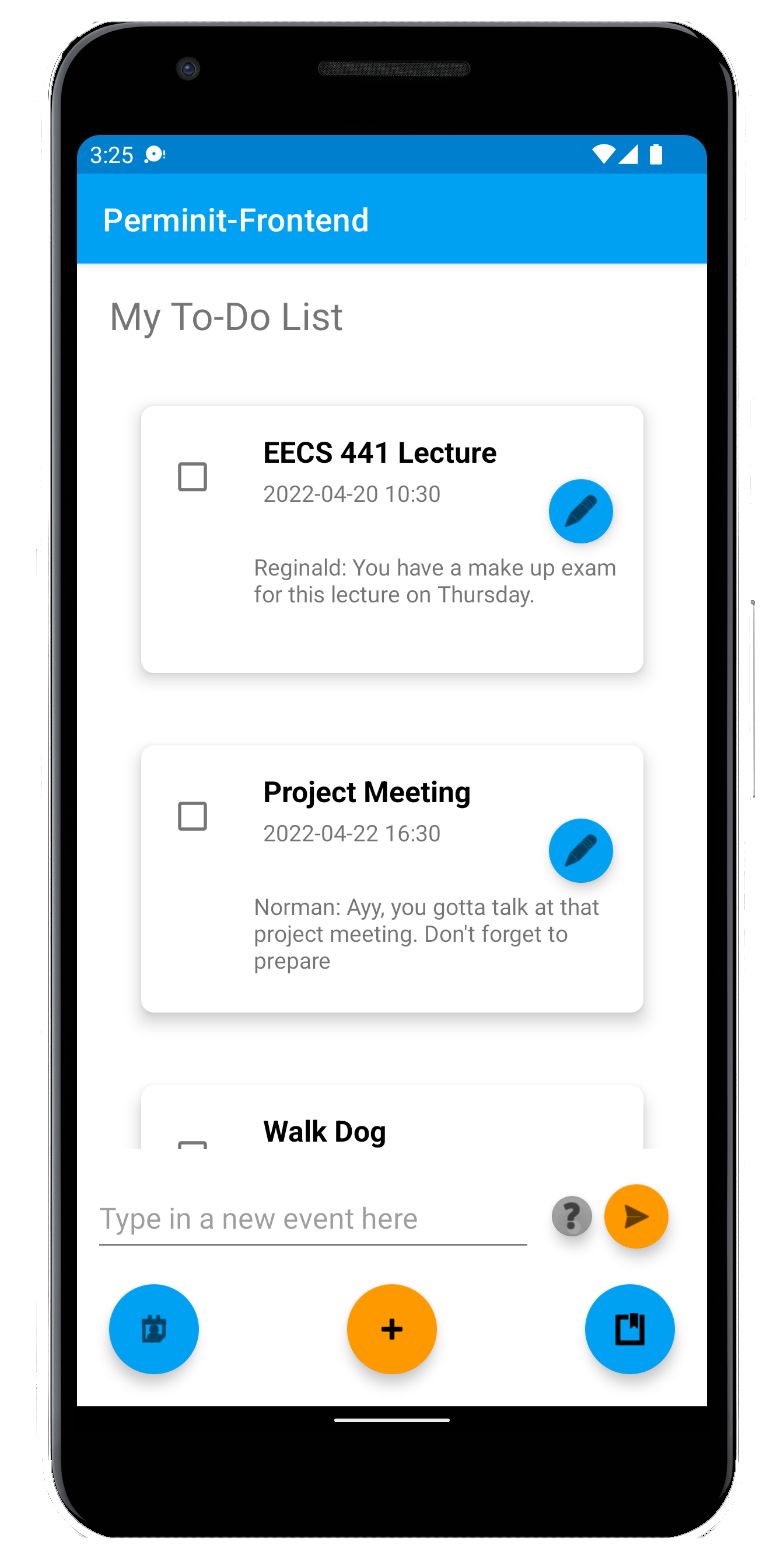 3:25
Perminit-Frontend
My To-Do List
EECS 441 Lecture
2022-04-20 10:30
Reginald: You have a make up exam
for this lecture on Thursday.
Project Meeting
2022-04-22 16:30
Norman: Ayy, you gotta talk at that
project meeting. Don't forget to
prepare
Walk Dog
Type in a new event here
?
+